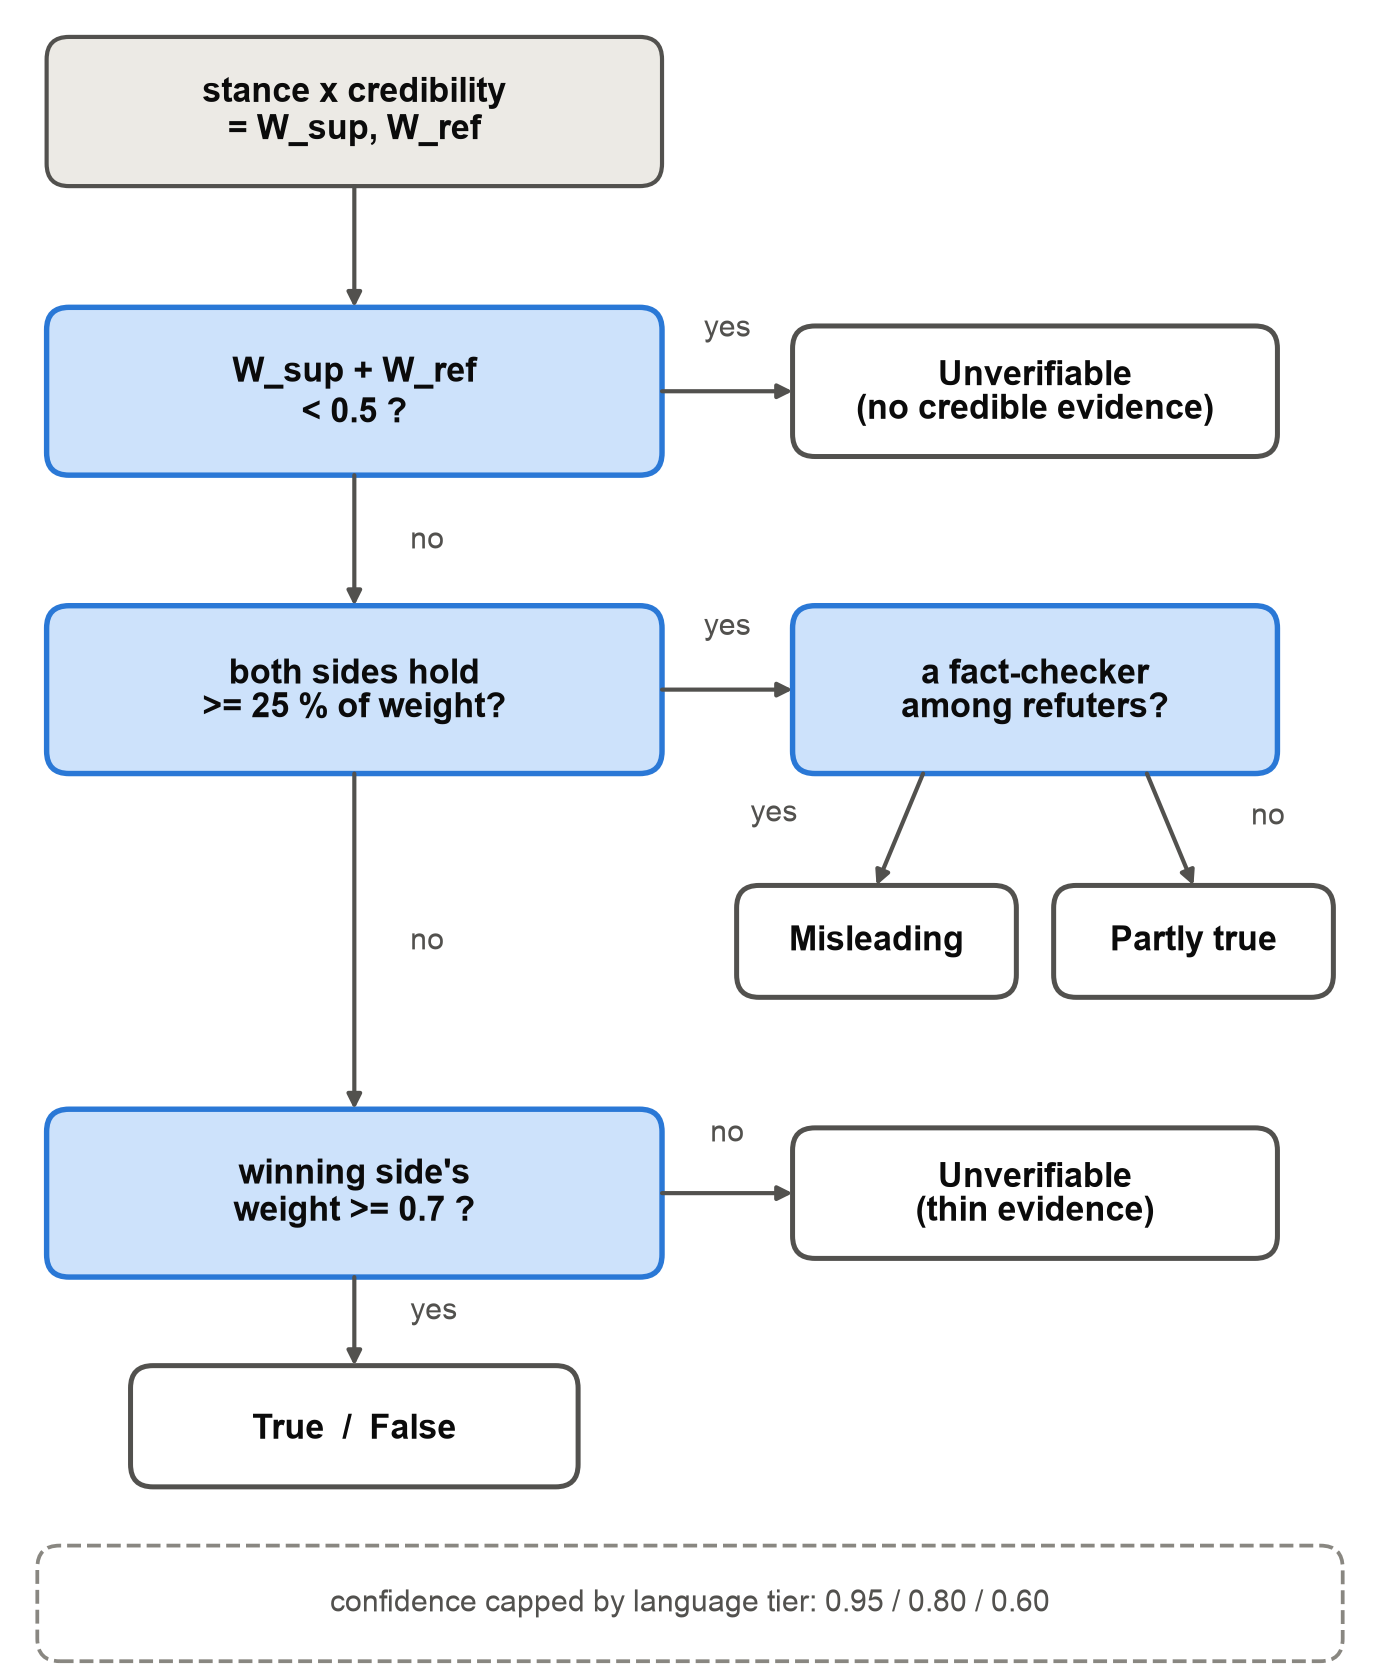 stance x credibility
= W_sup, W_ref
W_sup + W_ref
< 0.5 ?
yes
Unverifiable
(no credible evidence)
no
both sides hold
>= 25 % of weight?
yes
a fact-checker
among refuters?
yes
no
Misleading
Partly true
no
winning side's
weight >= 0.7 ?
no
Unverifiable
(thin evidence)
yes
True / False
confidence capped by language tier: 0.95 / 0.80 / 0.60